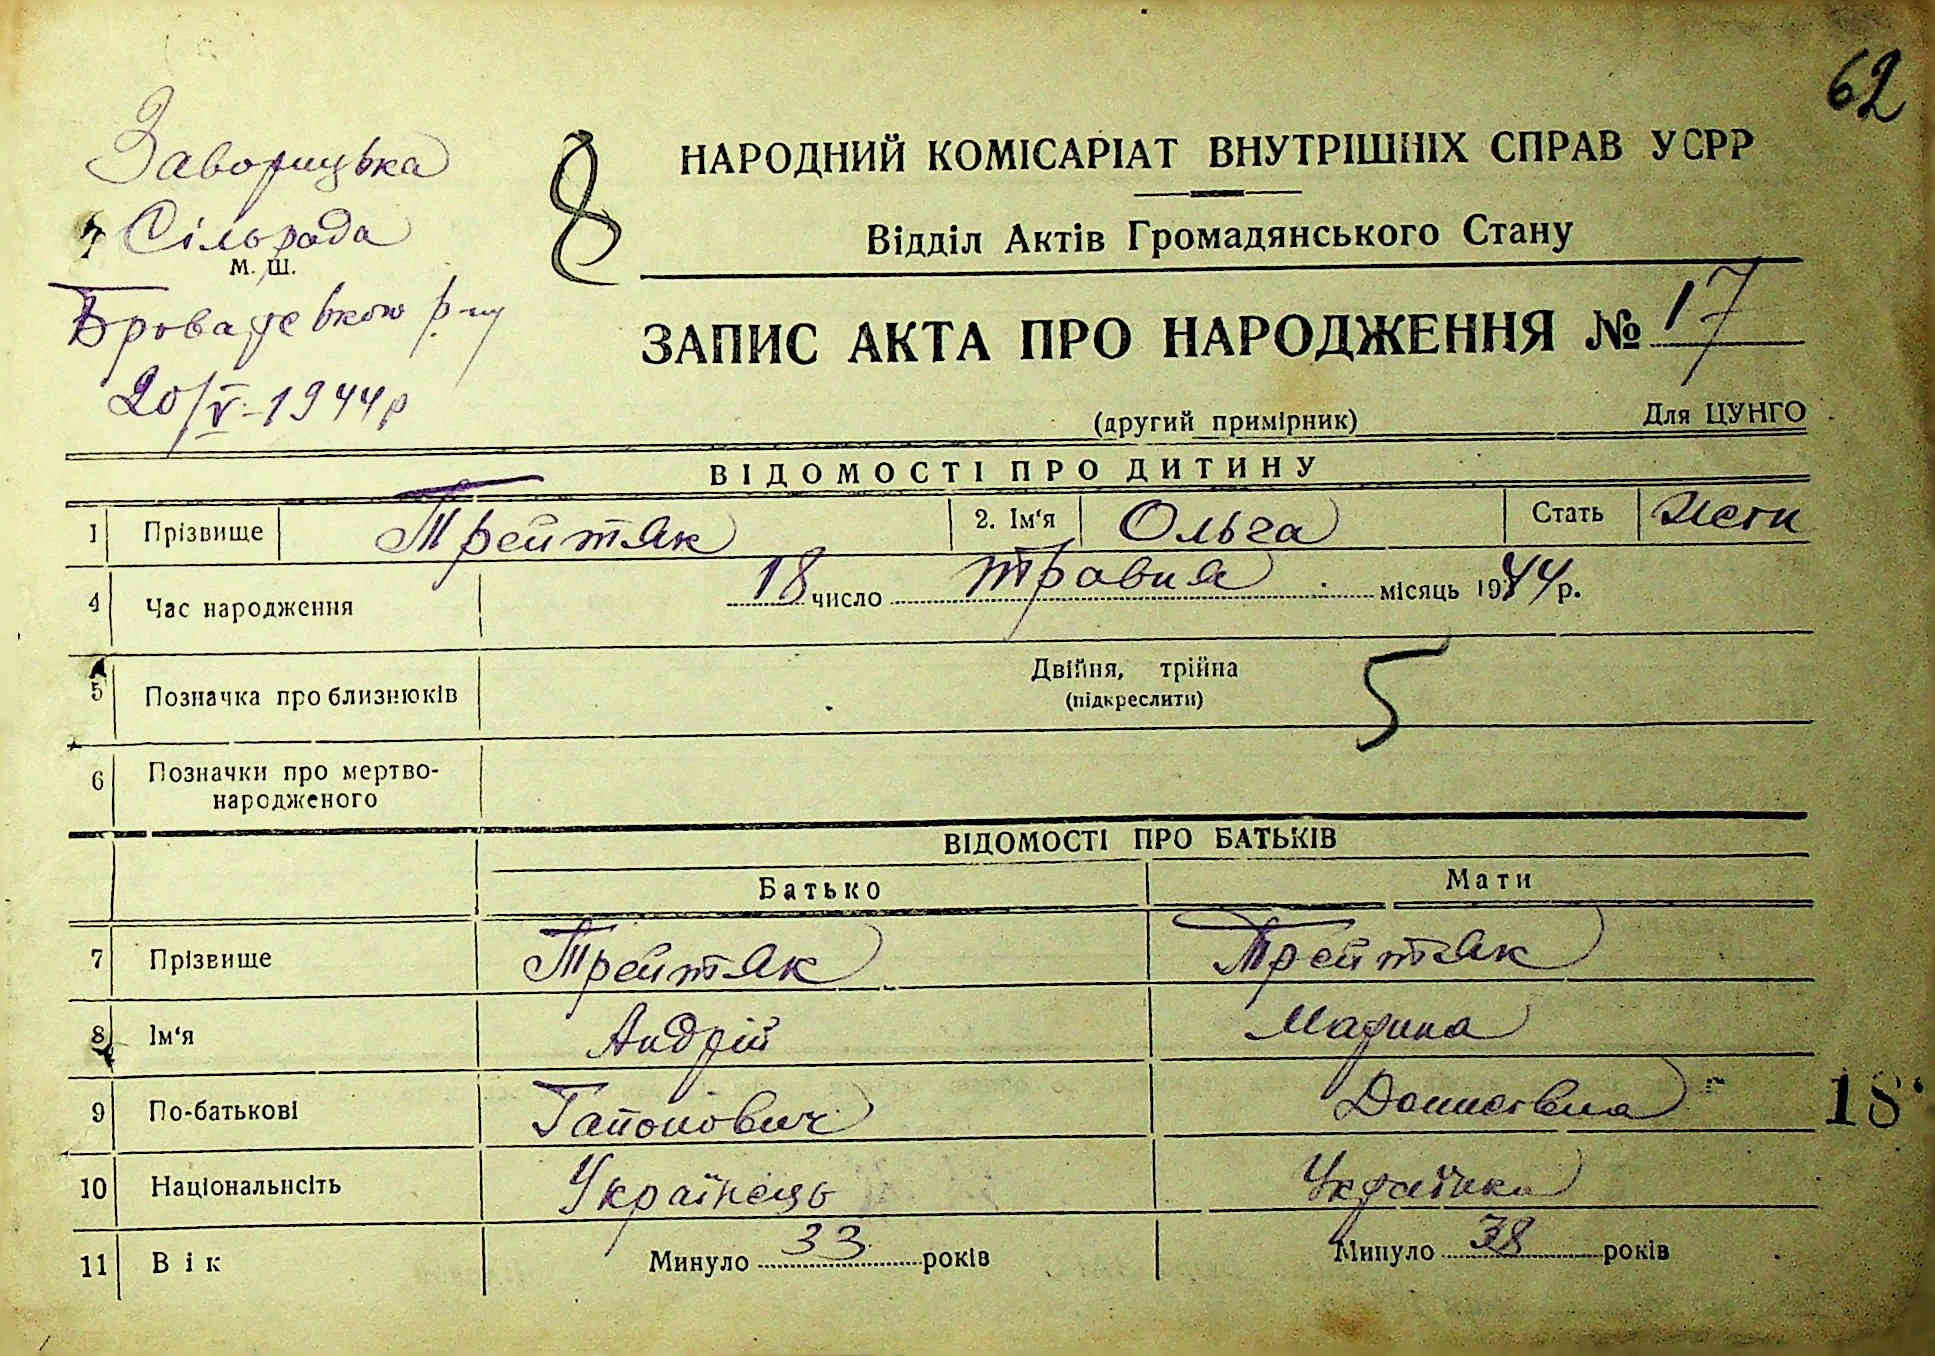 62
Заворицька
Сільрада
М. Ш.
Броварського р-ну
20/V-1944р
8
НАРОДНИЙ КОМІСАРІАТ ВНУТРІШНІХ СПРАВ УСРР
Відділ Актів Громадянського Стану
ЗАПИС АКТА ПРО НАРОДЖЕННЯ № 17
(другий примірник) Для ЦУНГО
ВІДОМОСТІ ПРО ДИТИНУ
1 Прізвище Трейтяк 2. Ім'я Ольга Стать
4 Час народження 18 число травня місяць 1944 р.
5 Позначка про близнюків Двійня, трійна 5
(підкреслити)
6 Позначки про мертво-
народженого
ВІДОМОСТІ ПРО БАТЬКІВ
Батько Мати
7 Прізвище Трейтяк Трейтяк
8 Ім'я Андрій Марина
9 По-батькові Гапонович 18
10 Національнсіть Українець Українка
11 Вік Минуло 33 років Минуло 38 років